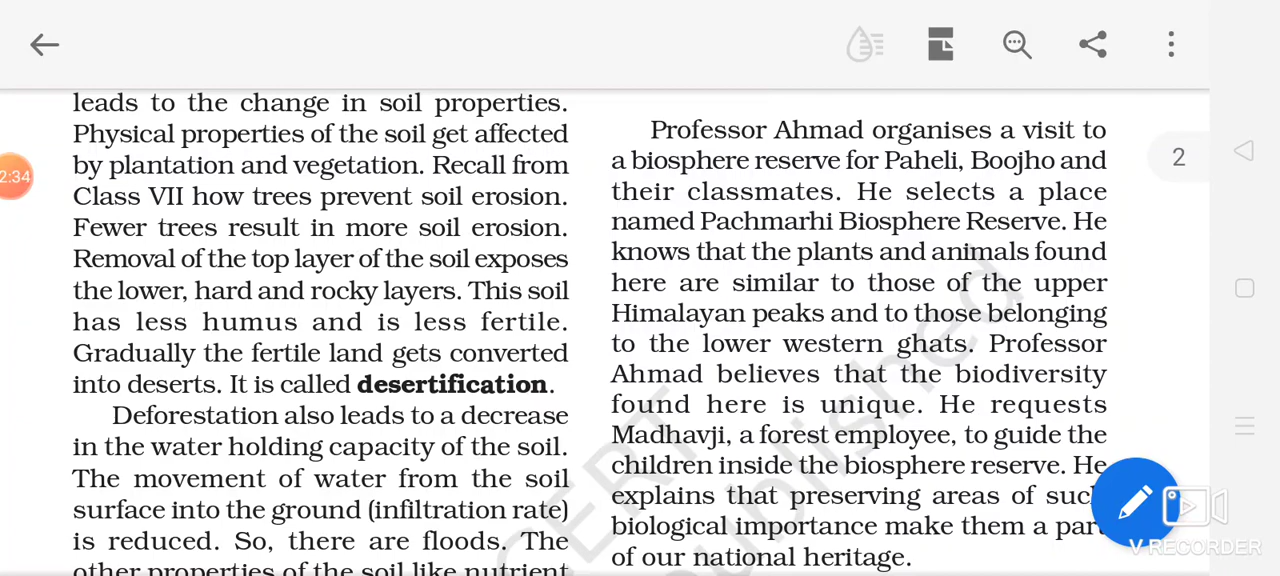 2:34
leads to the change in soil properties.
Physical properties of the soil get affected
by plantation and vegetation. Recall from
Class VII how trees prevent soil erosion.
Fewer trees result in more soil erosion.
Removal of the top layer of the soil exposes
the lower, hard and rocky layers. This soil
has less humus and is less fertile.
Gradually the fertile land gets converted
into deserts. It is called desertification.
Deforestation also leads to a decrease
in the water holding capacity of the soil.
The movement of water from the soil
surface into the ground (infiltration rate)
is reduced. So, there are floods. The
other properties of the soil like nutrient
Professor Ahmad organises a visit to
a biosphere reserve for Paheli, Boojho and
their classmates. He selects a place
named Pachmarhi Biosphere Reserve. He
knows that the plants and animals found
here are similar to those of the upper
Himalayan peaks and to those belonging
to the lower western ghats. Professor
Ahmad believes that the biodiversity
found here is unique. He requests
Madhavji, a forest employee, to guide the
children inside the biosphere reserve. He
explains that preserving areas of such
biological importance make them a part
of our national heritage.
2
V RECORDER